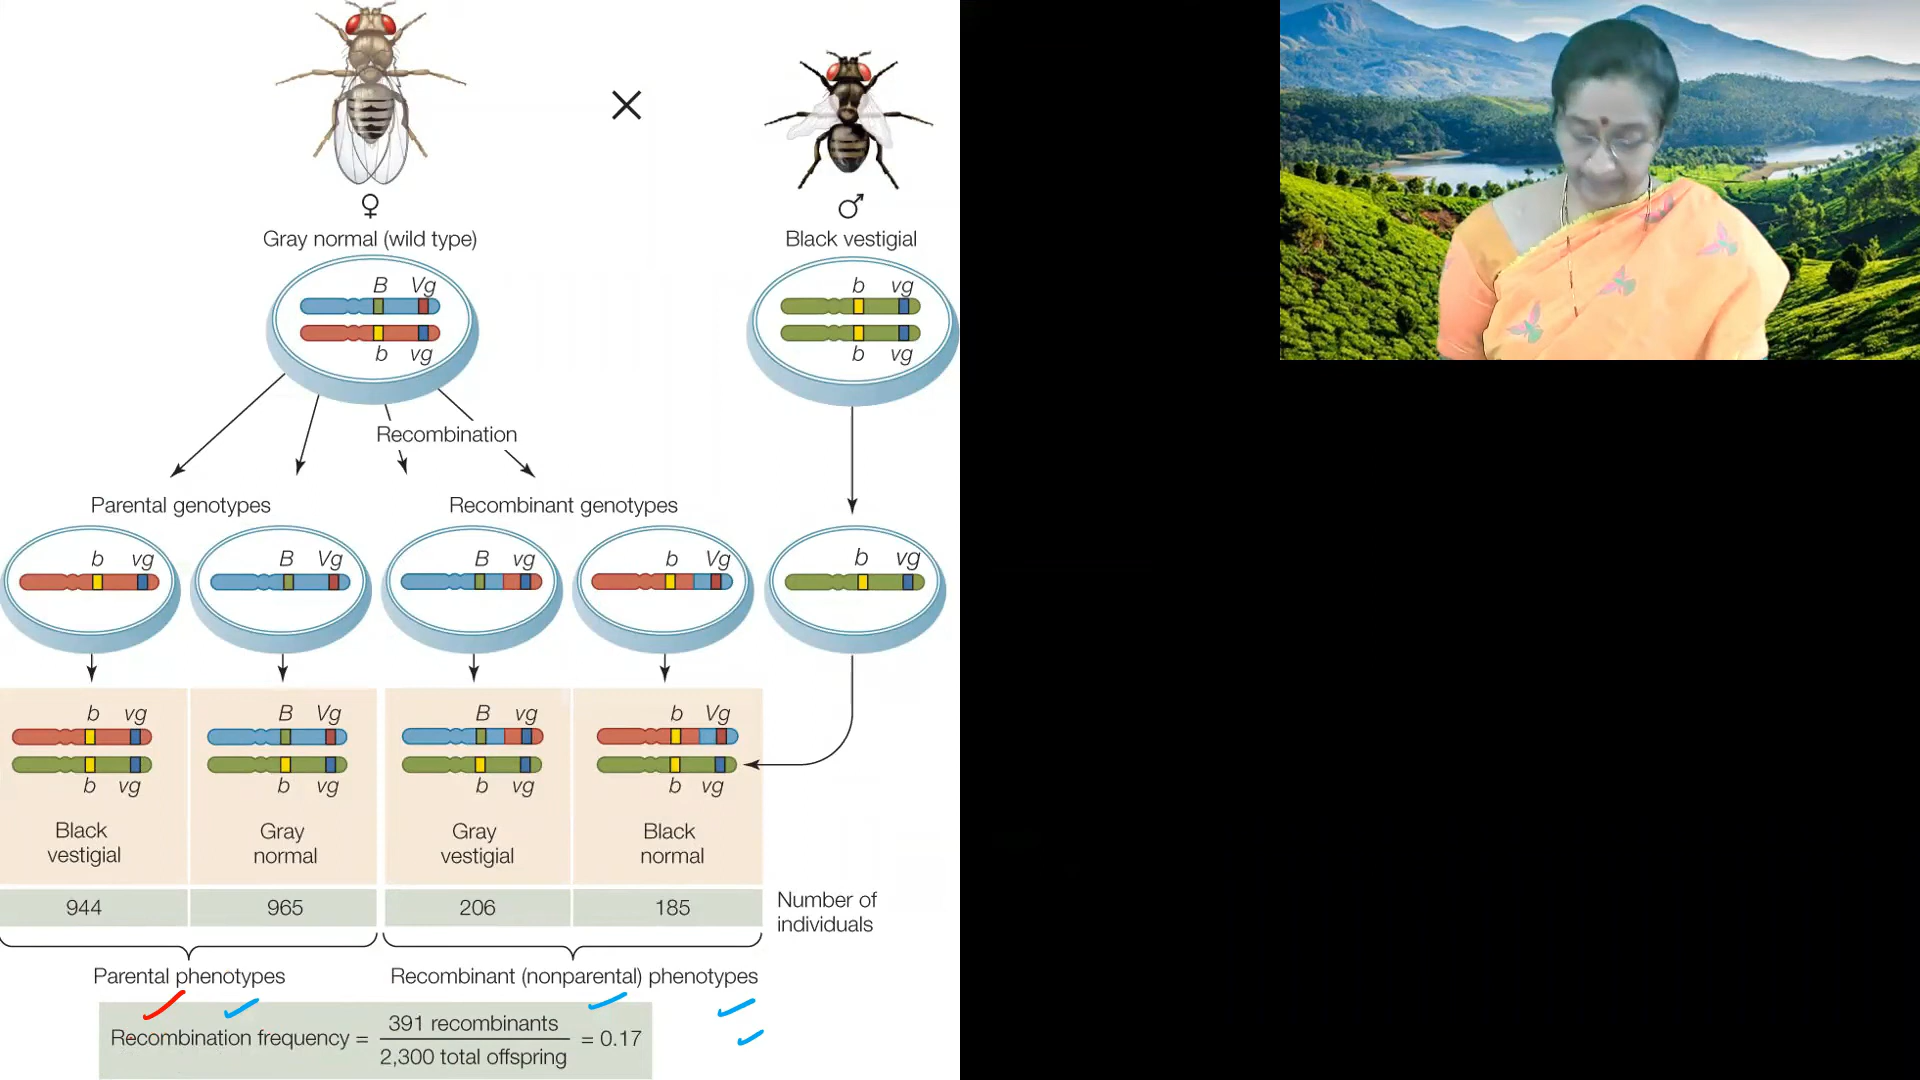 ×
♀
♂
Gray normal (wild type)
Black vestigial
B Vg
b vg
b vg
b vg
Recombination
Parental genotypes
Recombinant genotypes
b vg
B Vg
B vg
b Vg
b vg
b vg
B Vg
B vg
b Vg
b vg
b vg
b vg
b vg
Black
vestigial
Gray
normal
Gray
vestigial
Black
normal
944
965
206
185
Number of
individuals
Parental phenotypes
Recombinant (nonparental) phenotypes
Recombination frequency = 391 recombinants / 2,300 total offspring = 0.17